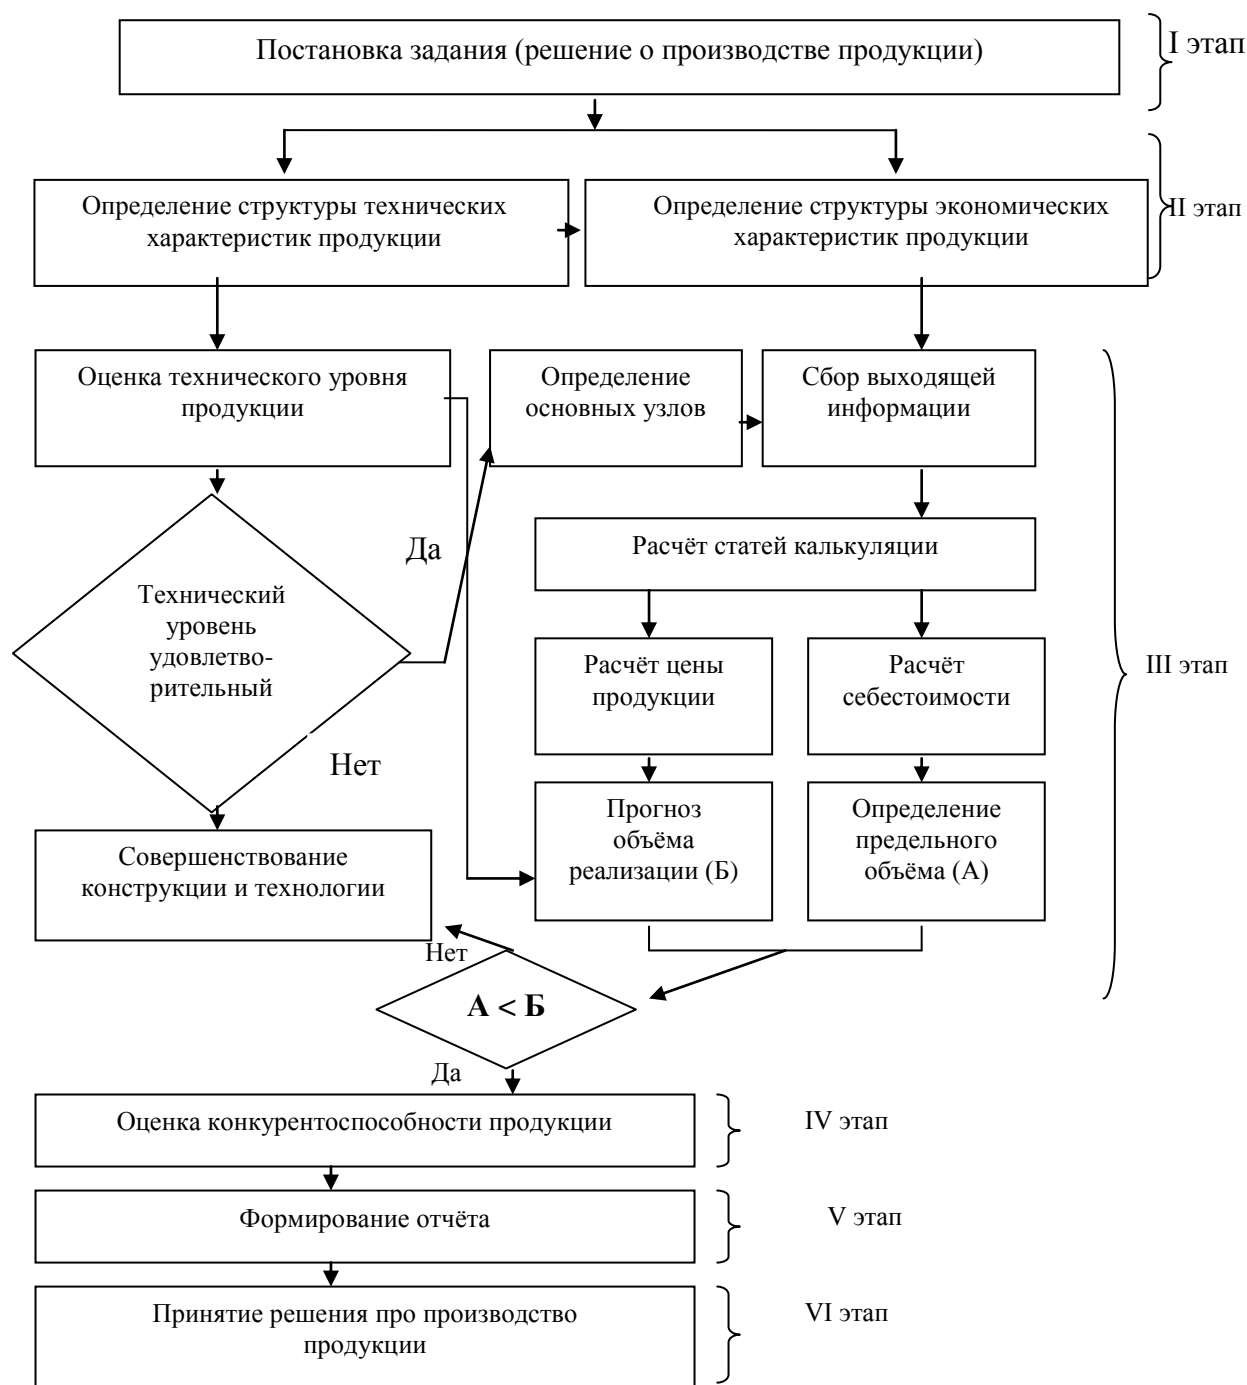 Постановка задания (решение о производстве продукции)
I этап
Определение структуры технических
характеристик продукции
Определение структуры экономических
характеристик продукции
II этап
Оценка технического уровня
продукции
Определение
основных узлов
Сбор выходящей
информации
Да
Расчёт статей калькуляции
Технический
уровень
удовлетво-
рительный
Расчёт цены
продукции
Расчёт
себестоимости
III этап
Нет
Прогноз
объёма
реализации (Б)
Определение
предельного
объёма (А)
Совершенствование
конструкции и технологии
Нет
А < Б
Да
Оценка конкурентоспособности продукции
IV этап
Формирование отчёта
V этап
Принятие решения про производство
продукции
VI этап